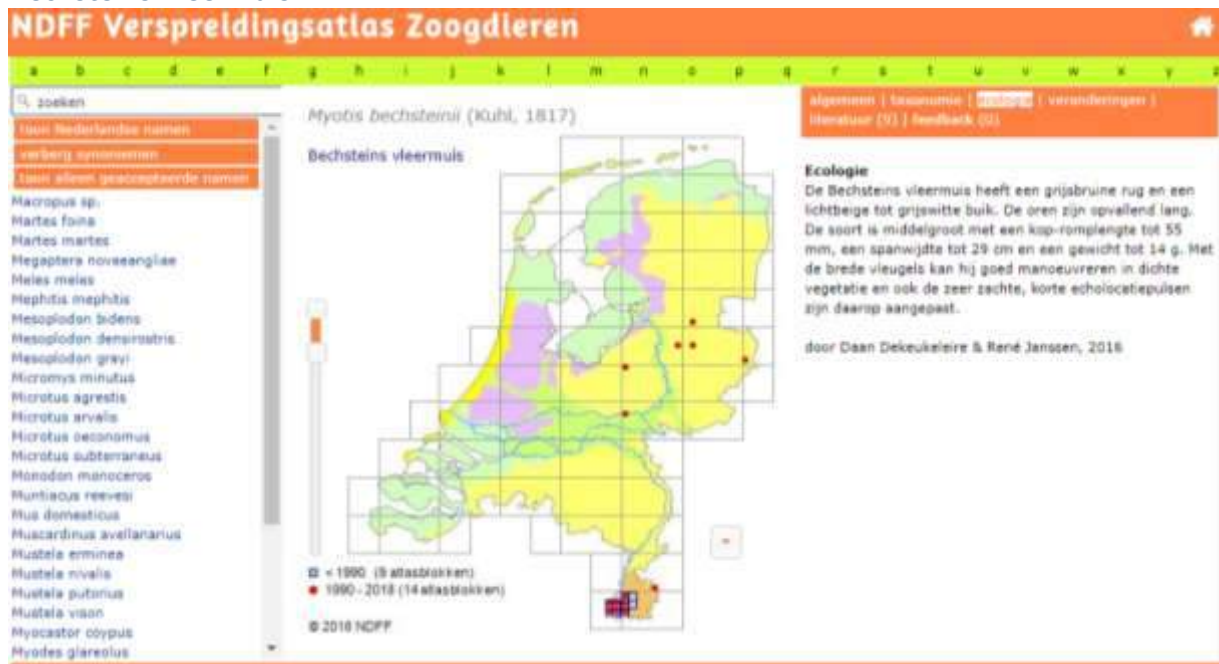 NDFF Verspreidingsatlas Zoogdieren
a b c d e f g h i j k l m n o p q r s t u v w x y z
zoeken
toon Nederlandse namen
verberg synoniemen
toon alleen geaccepteerde namen
Macropus sp.
Martes foina
Martes martes
Megaptera novaeangliae
Meles meles
Mephitis mephitis
Mesoplodon bidens
Mesoplodon densirostris
Mesoplodon grayi
Micromys minutus
Microtus agrestis
Microtus arvalis
Microtus oeconomus
Microtus subterraneus
Monodon monoceros
Muntiacus reevesi
Mus domesticus
Muscardinus avellanarius
Mustela erminea
Mustela nivalis
Mustela putorius
Mustela vison
Myocastor coypus
Myodes glareolus
Myotis bechsteinii (Kuhl, 1817)
Bechsteins vleermuis
< 1990 (9 atlasblokken)
1990 - 2018 (14 atlasblokken)
© 2018 NDFF
algemeen | taxonomie | ecologie | veranderingen |
literatuur (9) | feedback (0)
Ecologie
De Bechsteins vleermuis heeft een grijsbruine rug en een
lichtbeige tot grijswitte buik. De oren zijn opvallend lang.
De soort is middelgroot met een kop-romplengte tot 55
mm, een spanwijdte tot 29 cm en een gewicht tot 14 g. Met
de brede vleugels kan hij goed manoeuvreren in dichte
vegetatie en ook de zeer zachte, korte echolocatiepulsen
zijn daarop aangepast.
door Daan Dekeukeleire & René Janssen, 2016